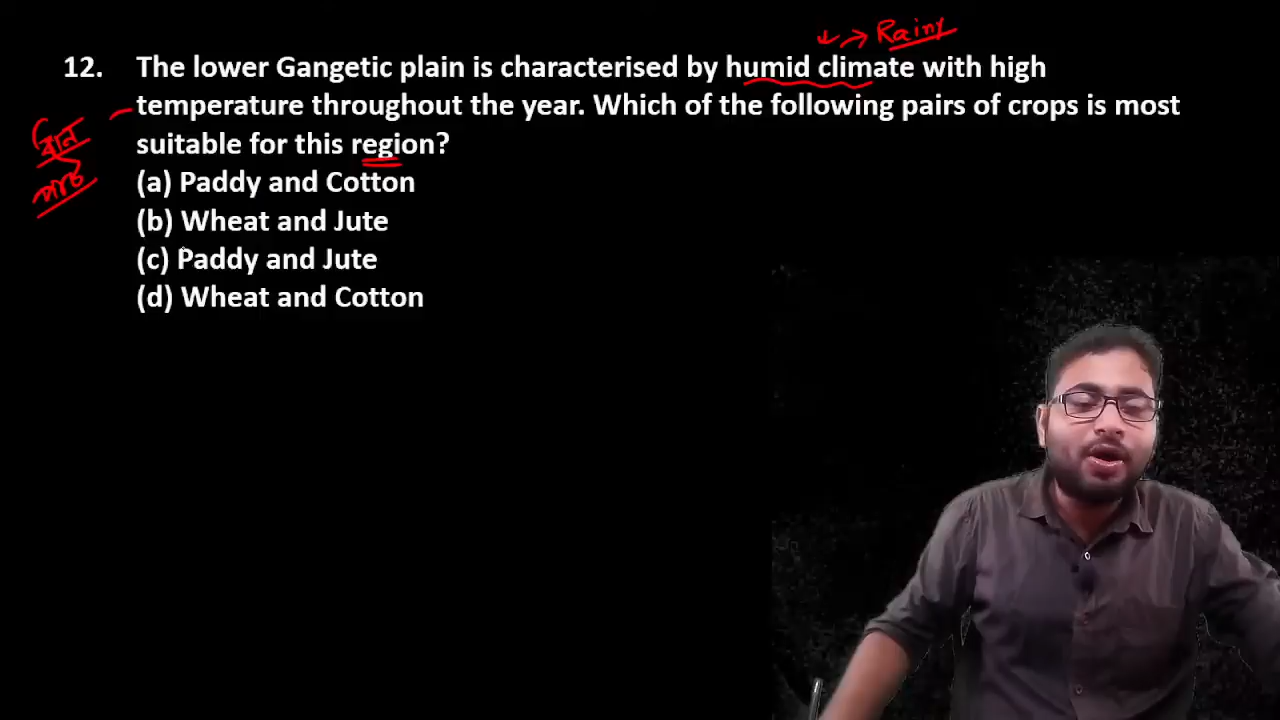 Rainy
12. The lower Gangetic plain is characterised by humid climate with high
temperature throughout the year. Which of the following pairs of crops is most
suitable for this region?
(a) Paddy and Cotton
(b) Wheat and Jute
(c) Paddy and Jute
(d) Wheat and Cotton